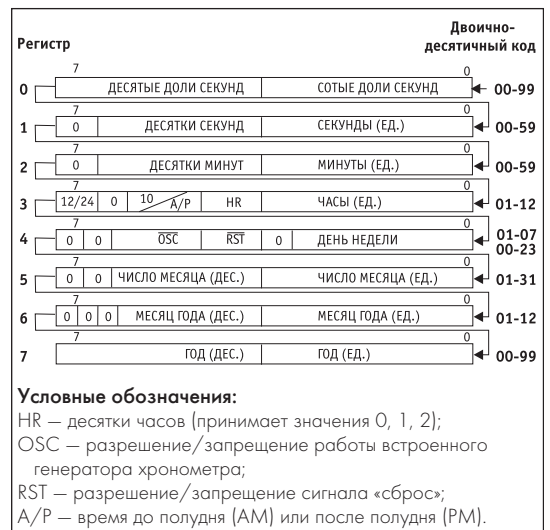 Регистр
Двоично-
десятичный код
7 0
0 ДЕСЯТЫЕ ДОЛИ СЕКУНД СОТЫЕ ДОЛИ СЕКУНД 00-99
7 0
1 0 ДЕСЯТКИ СЕКУНД СЕКУНДЫ (ЕД.) 00-59
7 0
2 0 ДЕСЯТКИ МИНУТ МИНУТЫ (ЕД.) 00-59
7 0
3 12/24 0 10 A/P HR ЧАСЫ (ЕД.) 01-12
7 0
4 0 0 OSC RST 0 ДЕНЬ НЕДЕЛИ 01-07
00-23
7 0
5 0 0 ЧИСЛО МЕСЯЦА (ДЕС.) ЧИСЛО МЕСЯЦА (ЕД.) 01-31
7 0
6 0 0 0 МЕСЯЦ ГОДА (ДЕС.) МЕСЯЦ ГОДА (ЕД.) 01-12
7 0
7 ГОД (ДЕС.) ГОД (ЕД.) 00-99
Условные обозначения:
HR — десятки часов (принимает значения 0, 1, 2);
OSC — разрешение/запрещение работы встроенного
генератора хронометра;
RST — разрешение/запрещение сигнала «сброс»;
A/P — время до полудня (AM) или после полудня (PM).